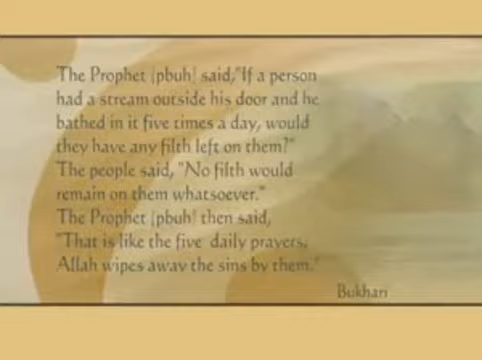 The Prophet [pbuh] said,"If a person
had a stream outside his door and he
bathed in it five times a day, would
they have any filth left on them?"
The people said, "No filth would
remain on them whatsoever."
The Prophet [pbuh] then said,
"That is like the five daily prayers.
Allah wipes away the sins by them."
Bukhari